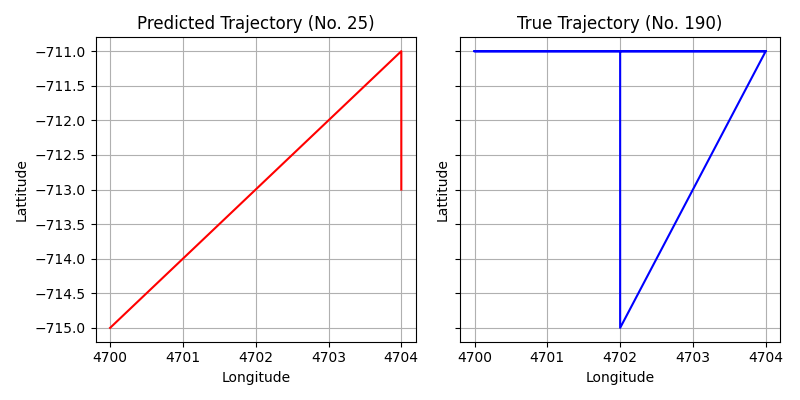 Predicted Trajectory (No. 25)
True Trajectory (No. 190)
−711.0
−711.5
−712.0
−712.5
−713.0
−713.5
−714.0
−714.5
−715.0
Lattitude
Lattitude
4700 4701 4702 4703 4704
4700 4701 4702 4703 4704
Longitude
Longitude